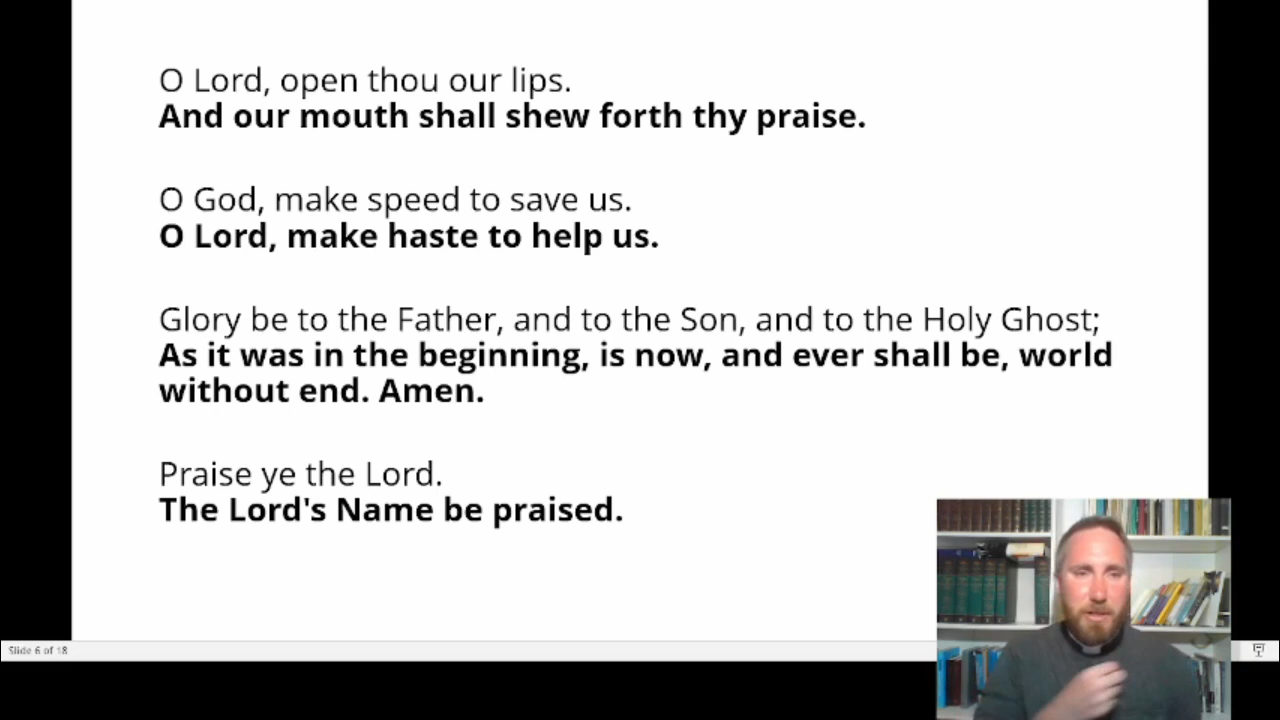 O Lord, open thou our lips.
And our mouth shall shew forth thy praise.
O God, make speed to save us.
O Lord, make haste to help us.
Glory be to the Father, and to the Son, and to the Holy Ghost;
As it was in the beginning, is now, and ever shall be, world
without end. Amen.
Praise ye the Lord.
The Lord's Name be praised.
Slide 6 of 18